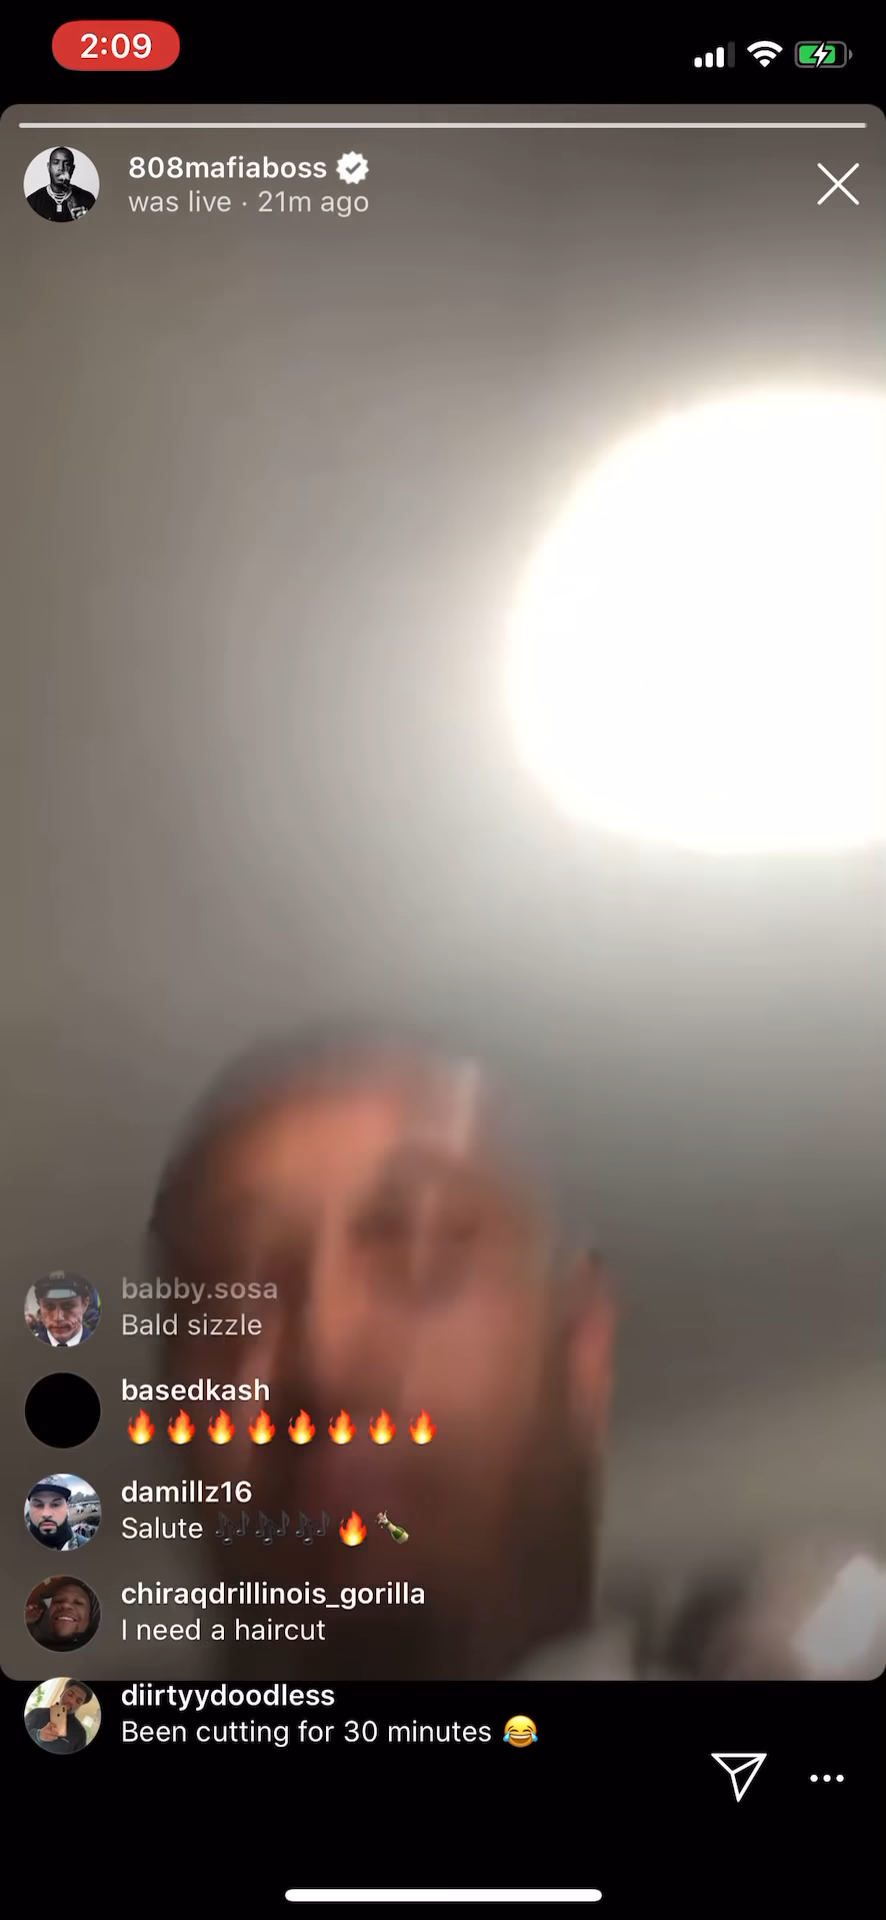 2:09
808mafiaboss
was live · 21m ago
babby.sosa
Bald sizzle
basedkash
🔥🔥🔥🔥🔥🔥🔥🔥
damillz16
Salute 🎶🎶🎶🔥🍾
chiraqdrillinois_gorilla
I need a haircut
diirtyydoodless
Been cutting for 30 minutes 😂